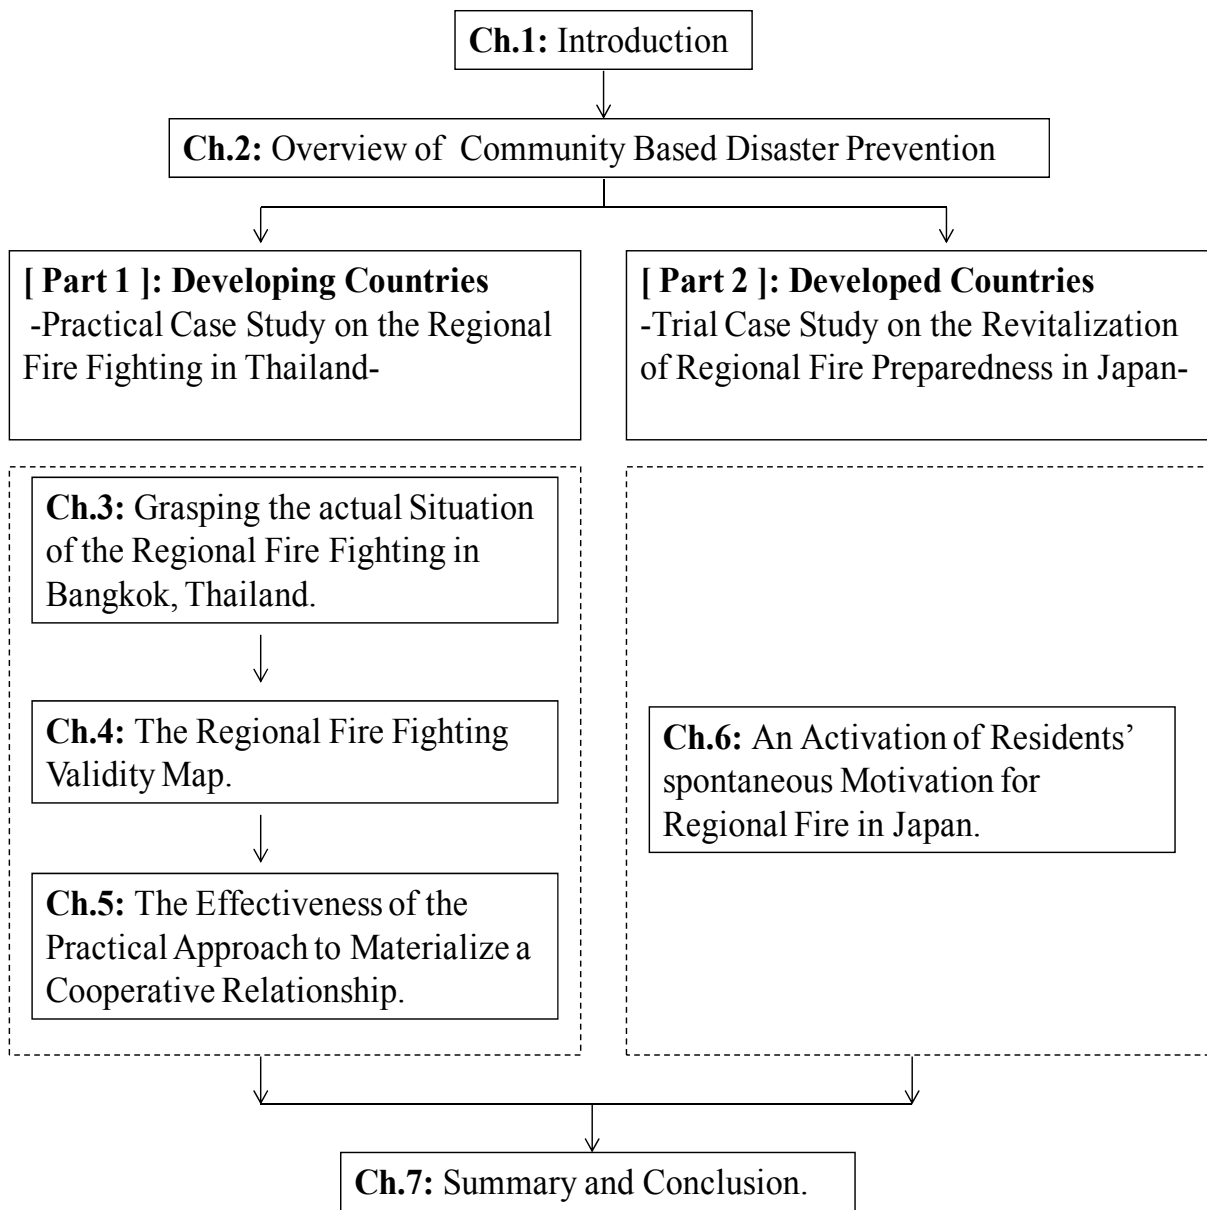 Ch.1: Introduction
Ch.2: Overview of Community Based Disaster Prevention
[ Part 1 ]: Developing Countries
-Practical Case Study on the Regional
Fire Fighting in Thailand-
[ Part 2 ]: Developed Countries
-Trial Case Study on the Revitalization
of Regional Fire Preparedness in Japan-
Ch.3: Grasping the actual Situation
of the Regional Fire Fighting in
Bangkok, Thailand.
Ch.4: The Regional Fire Fighting
Validity Map.
Ch.5: The Effectiveness of the
Practical Approach to Materialize a
Cooperative Relationship.
Ch.6: An Activation of Residents’
spontaneous Motivation for
Regional Fire in Japan.
Ch.7: Summary and Conclusion.